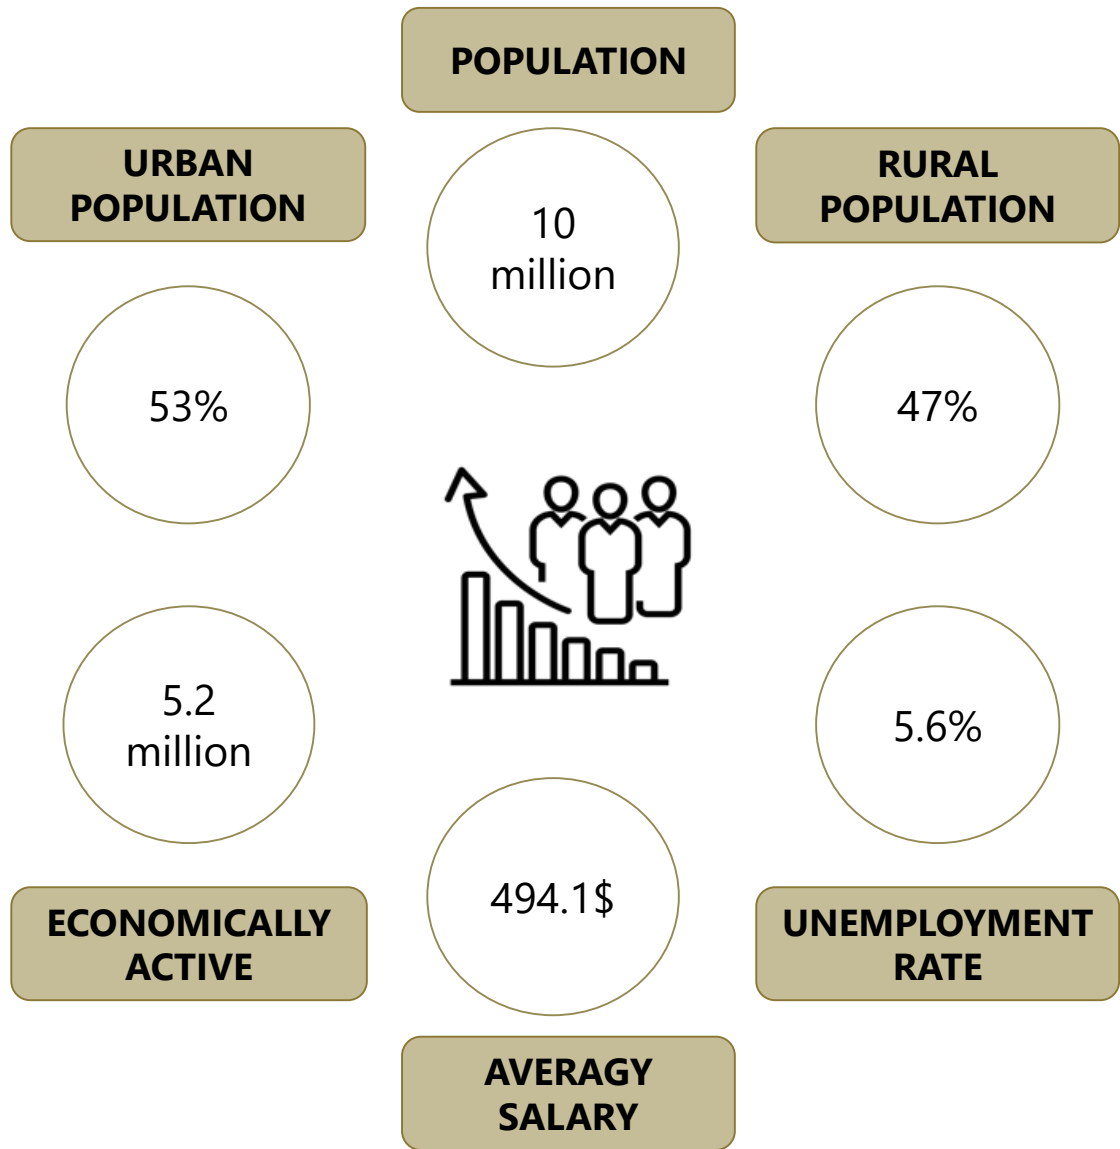 POPULATION
10
million
URBAN
POPULATION
53%
RURAL
POPULATION
47%
5.2
million
ECONOMICALLY
ACTIVE
494.1$
AVERAGY
SALARY
5.6%
UNEMPLOYMENT
RATE